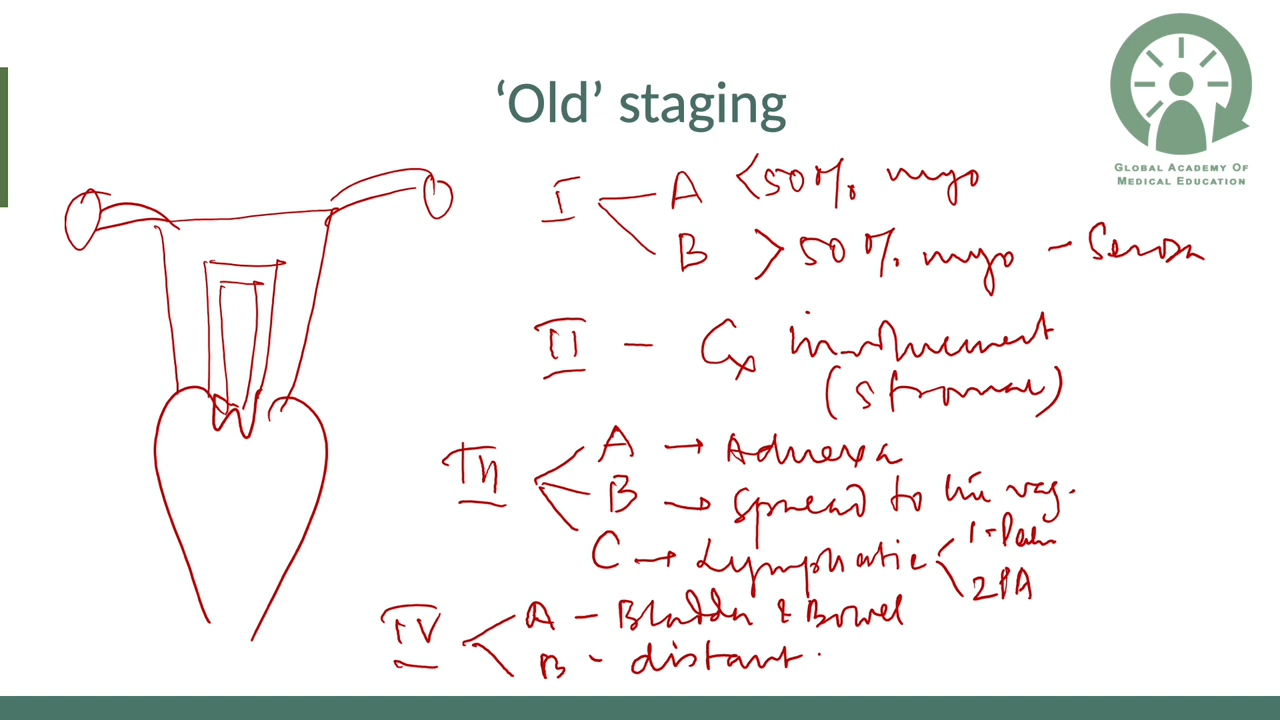 ‘Old’ staging
GLOBAL ACADEMY OF
MEDICAL EDUCATION
I A <50% myo
B >50% myo - Serosa
II - Cx involvement
(stromal)
III A → Adnexa
B → Spread to the vag.
C → Lymphatic 1-Pelv
2 PA
IV A - Bladder & Bowel
B - distant.